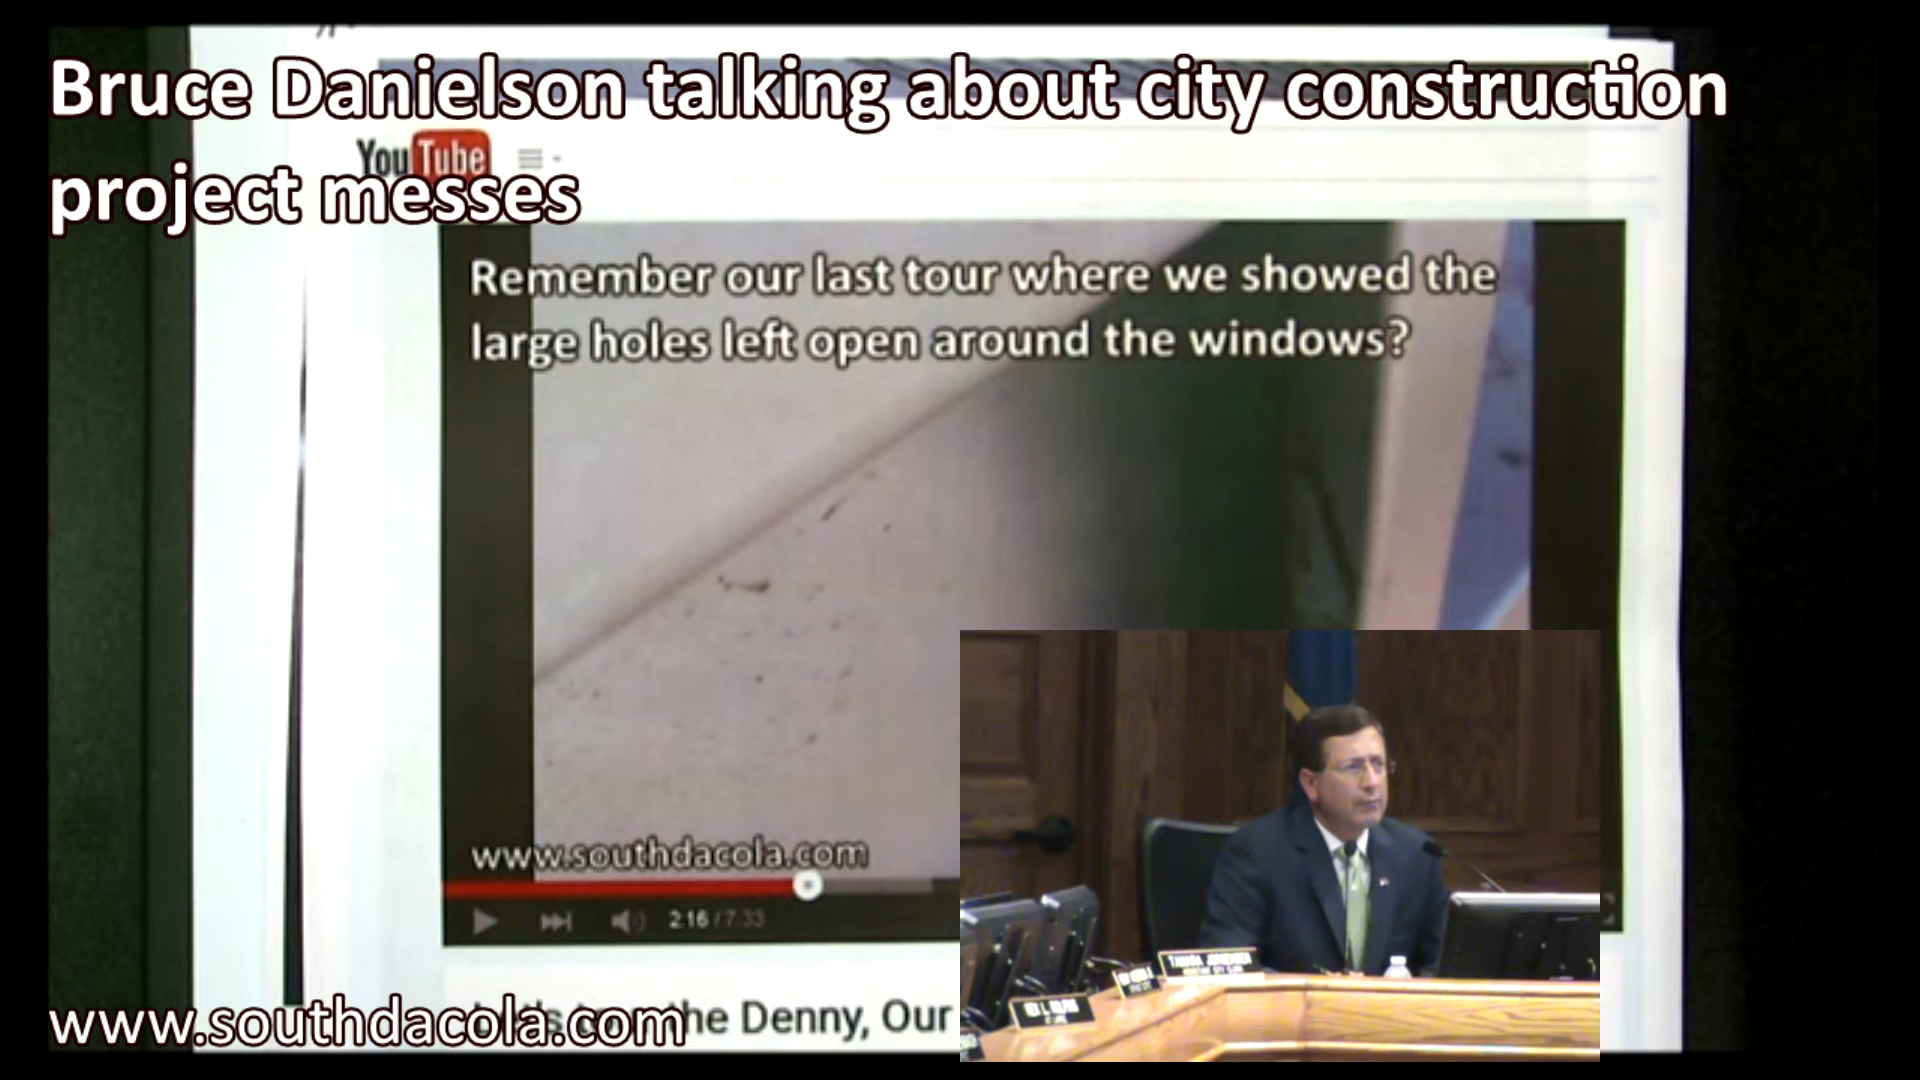 Bruce Danielson talking about city construction
project messes
YouTube
Remember our last tour where we showed the
large holes left open around the windows?
www.southdacola.com
2:16 / 7:33
the Denny, Our
www.southdacola.com